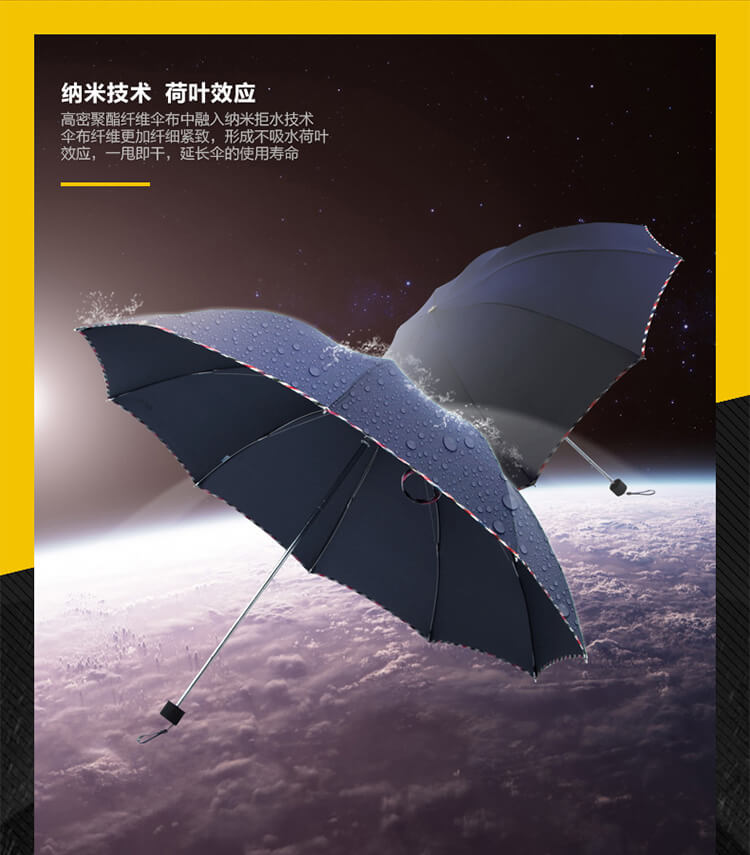 纳米技术 荷叶效应
高密聚酯纤维伞布中融入纳米拒水技术
伞布纤维更加纤细紧致，形成不吸水荷叶
效应，一甩即干，延长伞的使用寿命